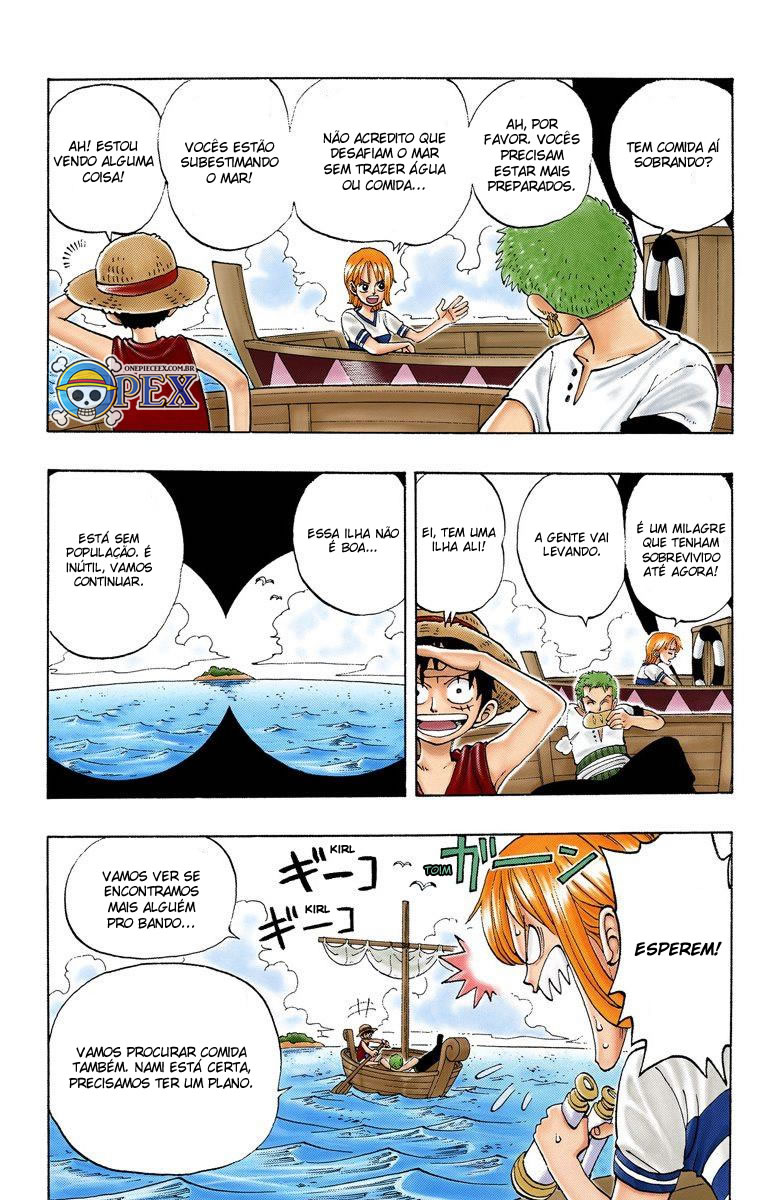 TEM COMIDA AÍ
SOBRANDO?
AH, POR
FAVOR. VOCÊS
PRECISAM
ESTAR MAIS
PREPARADOS.
NÃO ACREDITO QUE
DESAFIAM O MAR
SEM TRAZER ÁGUA
OU COMIDA...
VOCÊS ESTÃO
SUBESTIMANDO
O MAR!
AH! ESTOU
VENDO ALGUMA
COISA!
ONEPIECEEX.COM.BR
OPEX
É UM MILAGRE
QUE TENHAM
SOBREVIVIDO
ATÉ AGORA!
A GENTE VAI
LEVANDO.
EI, TEM UMA
ILHA ALI!
ESSA ILHA NÃO
É BOA...
ESTÁ SEM
POPULAÇÃO. É
INÚTIL, VAMOS
CONTINUAR.
ESPEREM!
ガーン
TOIM
KIRL
ギーコ
KIRL
ギーコ
VAMOS VER SE
ENCONTRAMOS
MAIS ALGUÉM
PRO BANDO...
VAMOS PROCURAR COMIDA
TAMBÉM. NAMI ESTÁ CERTA,
PRECISAMOS TER UM PLANO.